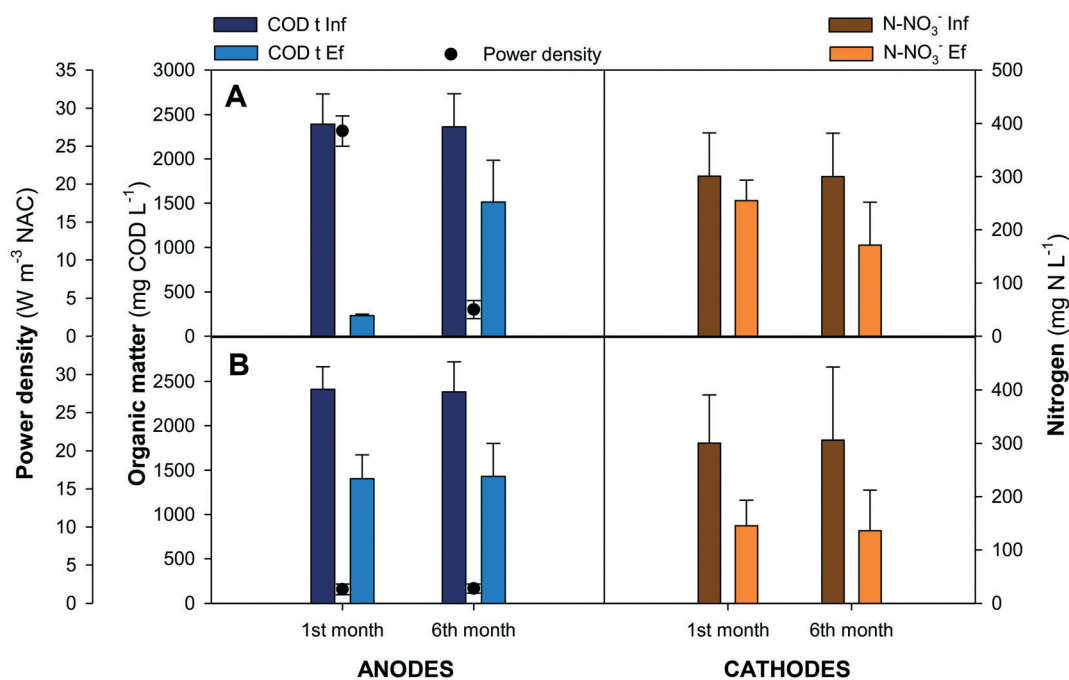 COD t Inf
COD t Ef
Power density
N-NO₃⁻ Inf
N-NO₃⁻ Ef
35
30
25
20
15
10
5
0
3000
2500
2000
1500
1000
500
0
A
500
400
300
200
100
0
30
25
20
15
10
5
0
2500
2000
1500
1000
500
0
B
400
300
200
100
0
Power density (W m⁻³ NAC)
Organic matter (mg COD L⁻¹)
Nitrogen (mg N L⁻¹)
1st month
6th month
1st month
6th month
ANODES
CATHODES